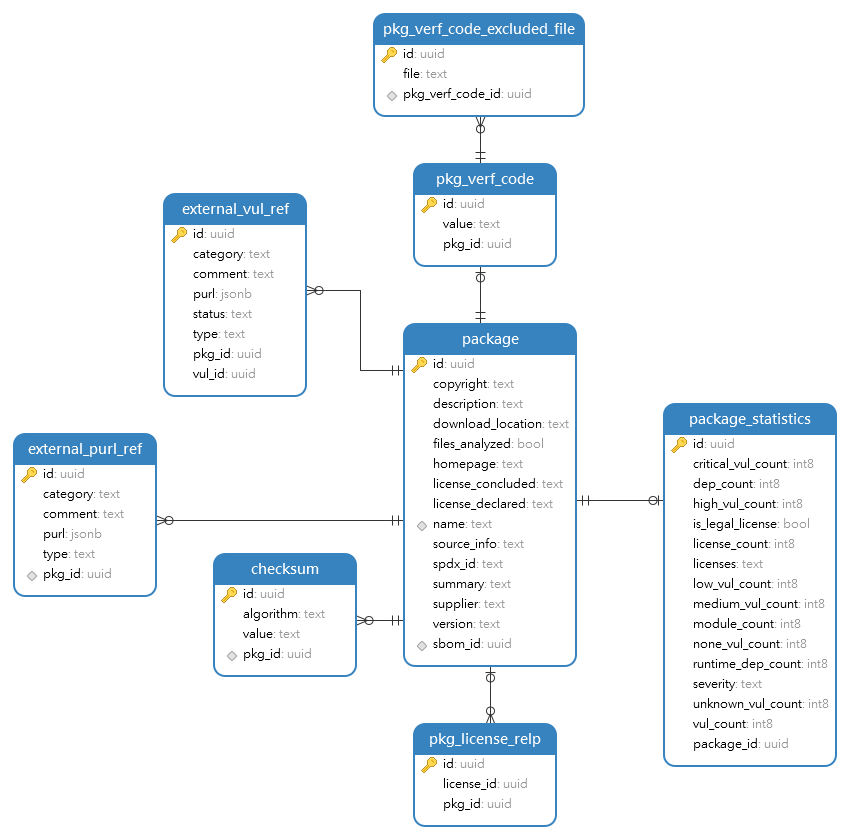 pkg_verf_code_excluded_file
id: uuid
file: text
pkg_verf_code_id: uuid
pkg_verf_code
id: uuid
value: text
pkg_id: uuid
external_vul_ref
id: uuid
category: text
comment: text
purl: jsonb
status: text
type: text
pkg_id: uuid
vul_id: uuid
package
id: uuid
copyright: text
description: text
download_location: text
files_analyzed: bool
homepage: text
license_concluded: text
license_declared: text
name: text
source_info: text
spdx_id: text
summary: text
supplier: text
version: text
sbom_id: uuid
package_statistics
id: uuid
critical_vul_count: int8
dep_count: int8
high_vul_count: int8
is_legal_license: bool
license_count: int8
licenses: text
low_vul_count: int8
medium_vul_count: int8
module_count: int8
none_vul_count: int8
runtime_dep_count: int8
severity: text
unknown_vul_count: int8
vul_count: int8
package_id: uuid
external_purl_ref
id: uuid
category: text
comment: text
purl: jsonb
type: text
pkg_id: uuid
checksum
id: uuid
algorithm: text
value: text
pkg_id: uuid
pkg_license_relp
id: uuid
license_id: uuid
pkg_id: uuid